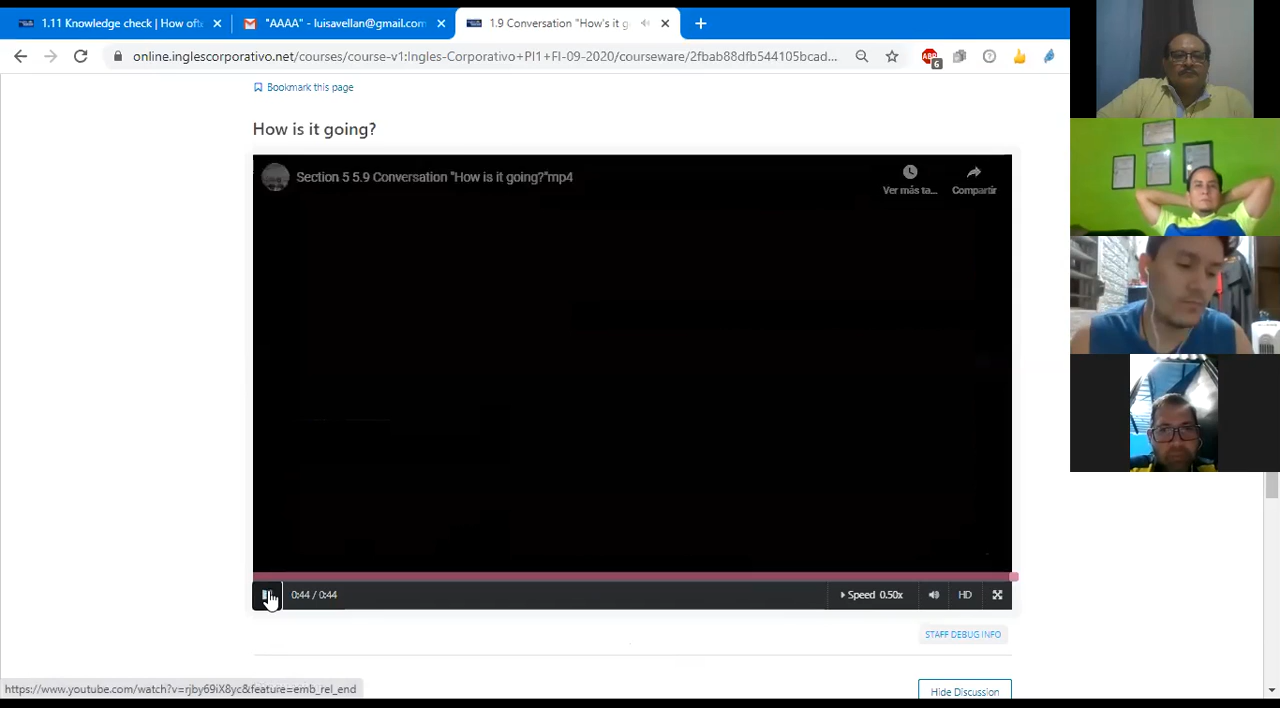 1.11 Knowledge check | How ofte
"AAAA" - luisavellan@gmail.com
1.9 Conversation "How's it g
online.inglescorporativo.net/courses/course-v1:Ingles-Corporativo+PI1+FI-09-2020/courseware/2fbab88dfb544105bcad...
ABP
6
Bookmark this page
How is it going?
Section 5 5.9 Conversation "How is it going?"mp4
Ver más ta...
Compartir
0:44 / 0:44
Speed 0.50x
HD
STAFF DEBUG INFO
https://www.youtube.com/watch?v=rjby69iX8yc&feature=emb_rel_end
Hide Discussion